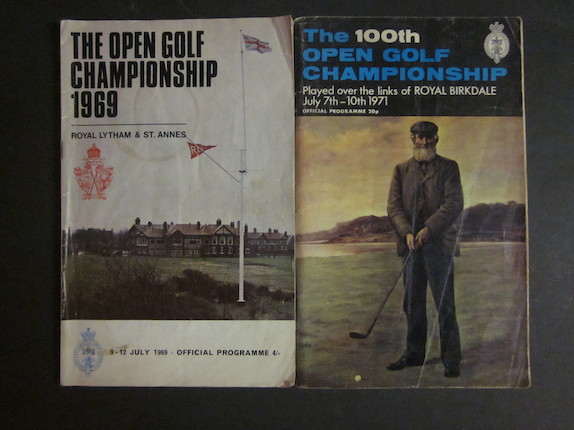 THE OPEN GOLF
CHAMPIONSHIP
1969
ROYAL LYTHAM & ST. ANNES
9-12 JULY 1969 · OFFICIAL PROGRAMME 4/-
The 100th
OPEN GOLF
CHAMPIONSHIP
Played over the links of ROYAL BIRKDALE
July 7th-10th 1971
OFFICIAL PROGRAMME 20p